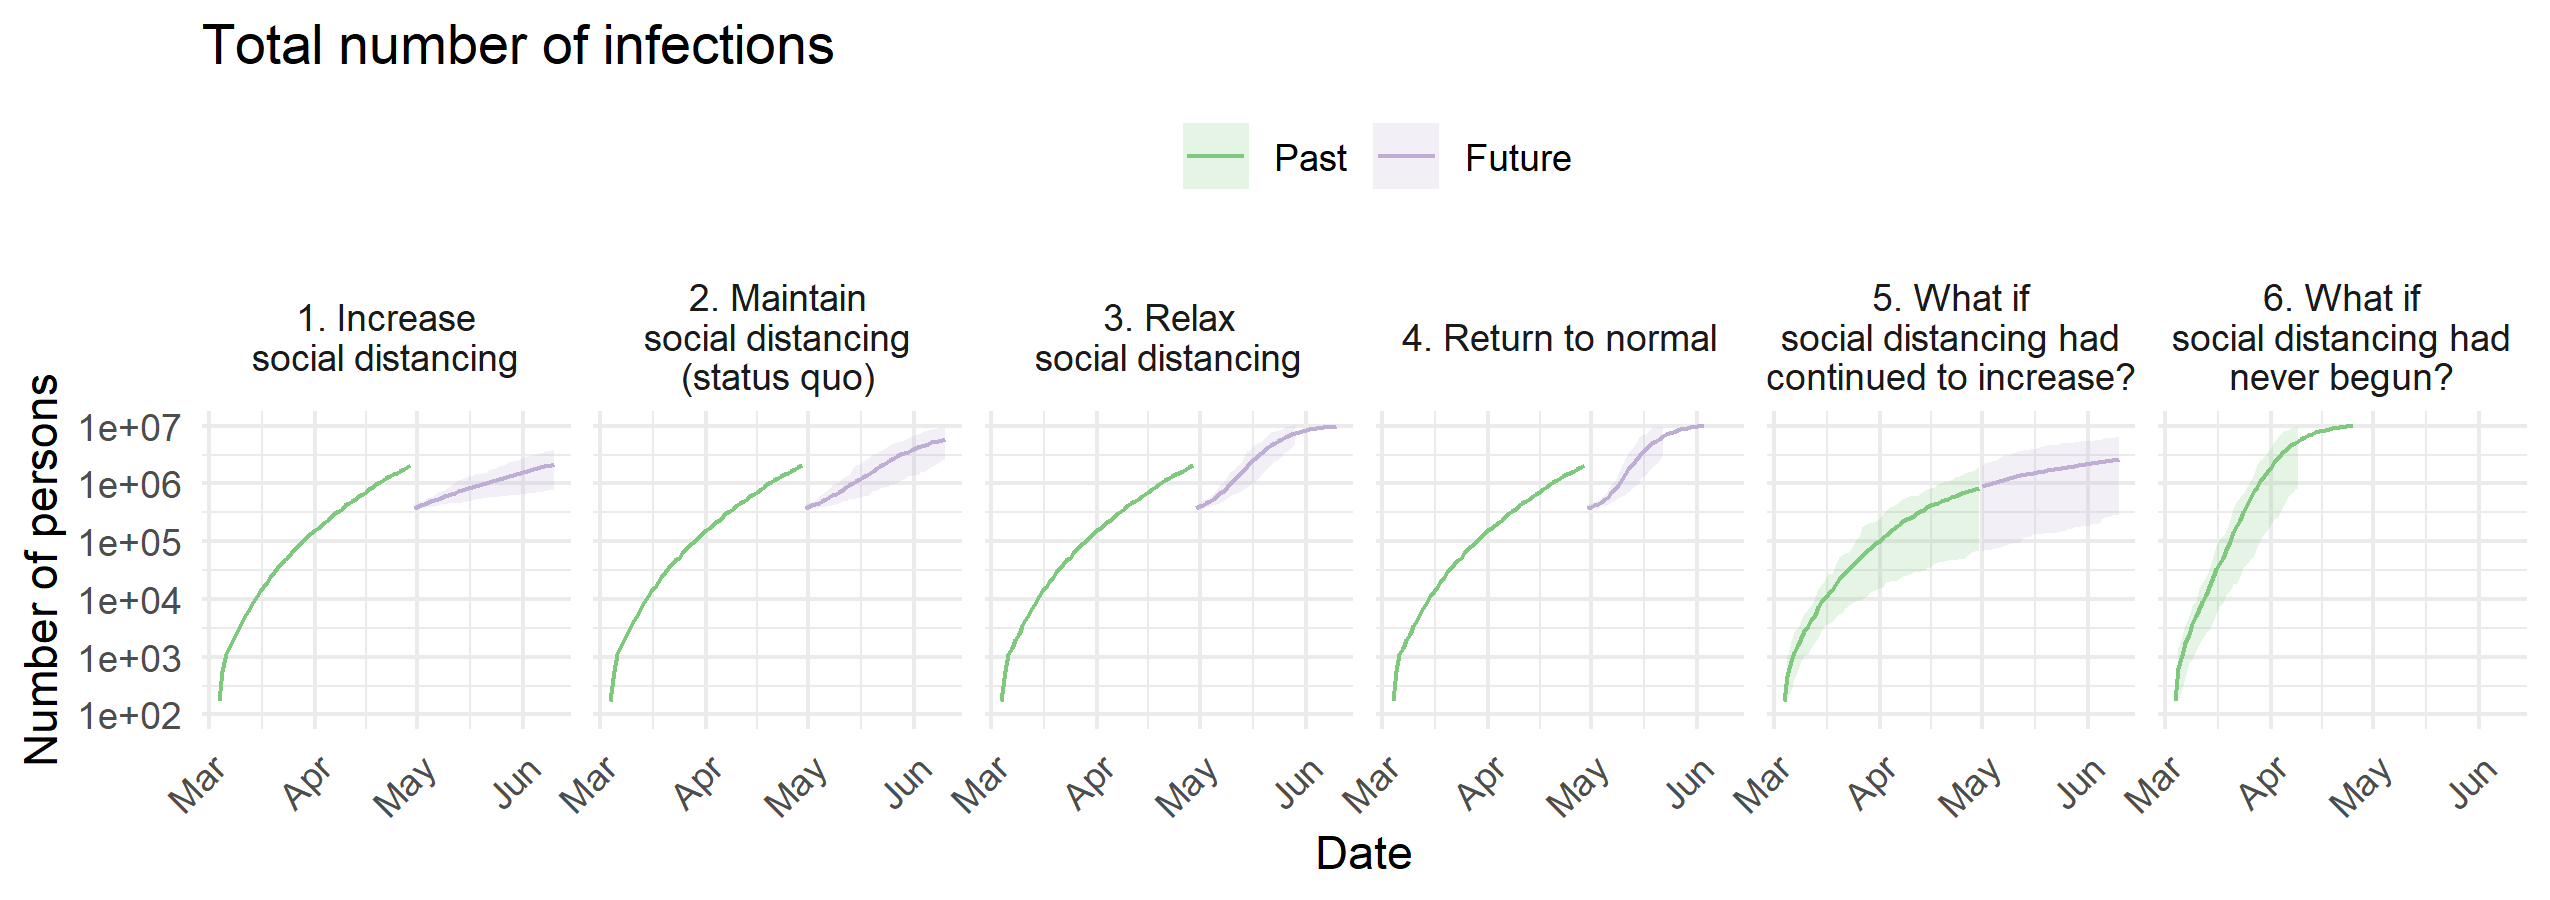 Total number of infections
Past
Future
1. Increase
social distancing
2. Maintain
social distancing
(status quo)
3. Relax
social distancing
4. Return to normal
5. What if
social distancing had
continued to increase?
6. What if
social distancing had
never begun?
Number of persons
1e+07
1e+06
1e+05
1e+04
1e+03
1e+02
Mar
Apr
May
Jun
Mar
Apr
May
Jun
Mar
Apr
May
Jun
Mar
Apr
May
Jun
Mar
Apr
May
Jun
Mar
Apr
May
Jun
Date